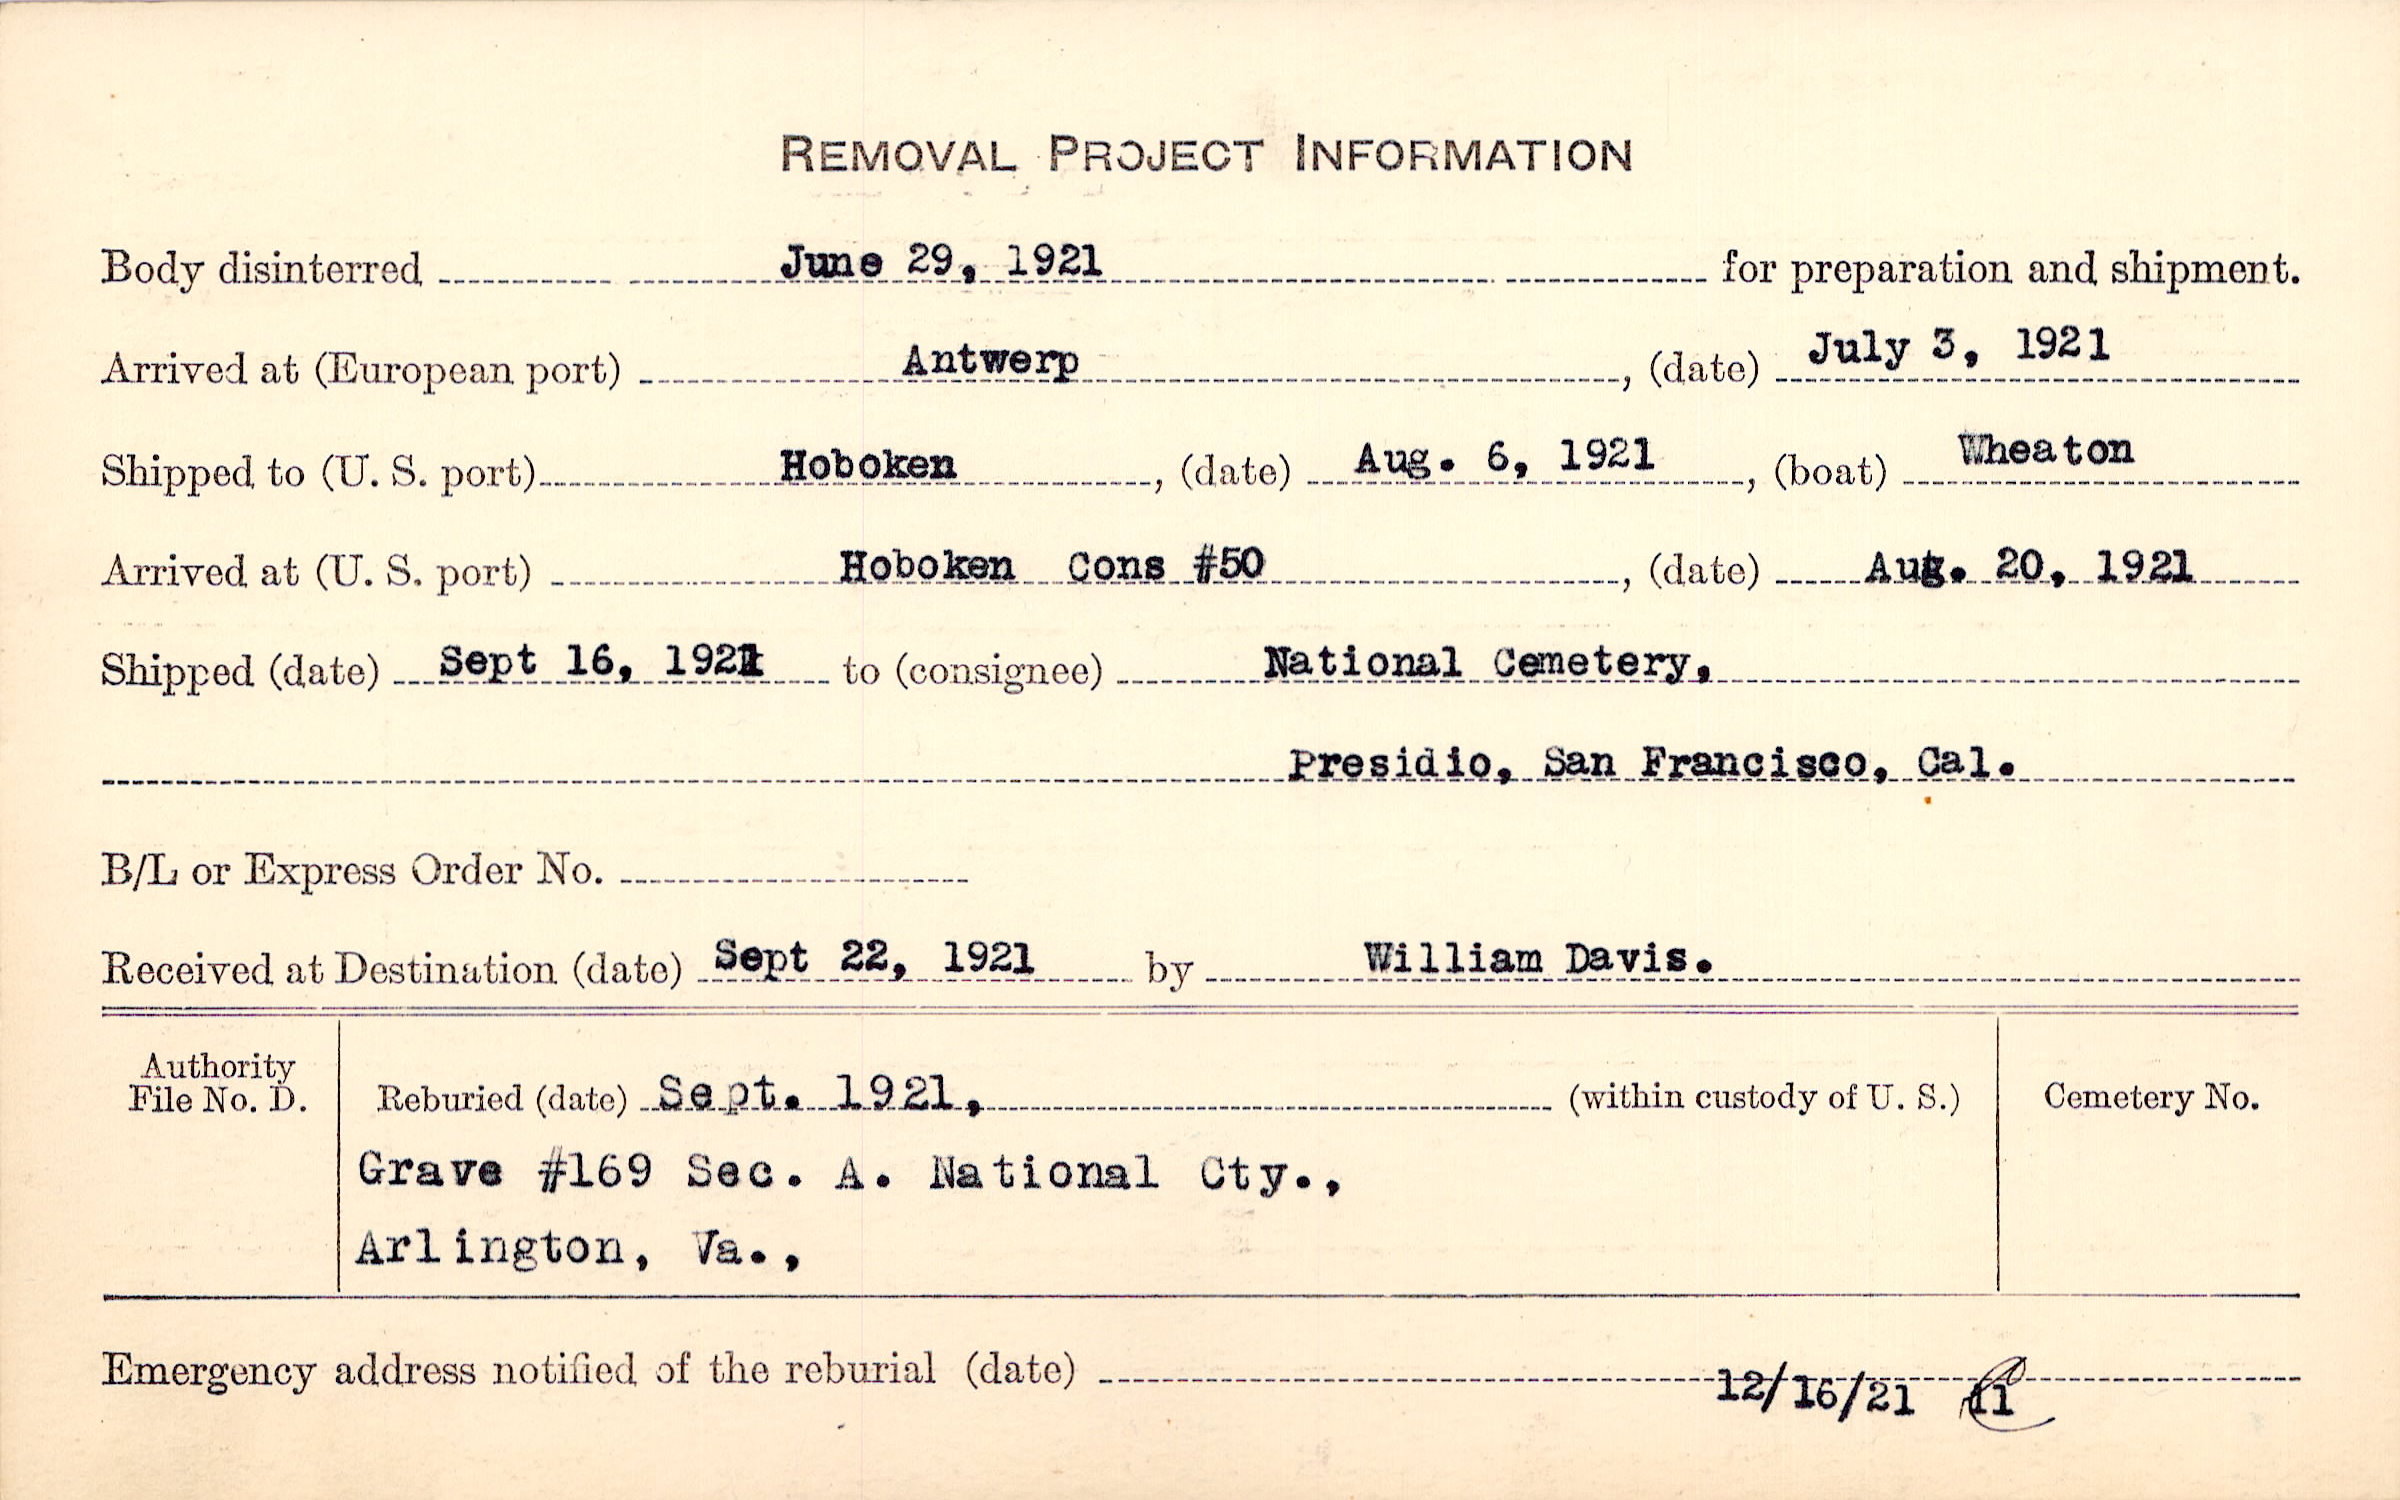 REMOVAL PROJECT INFORMATION
Body disinterred June 29, 1921 for preparation and shipment.
Arrived at (European port) Antwerp, (date) July 3, 1921
Shipped to (U. S. port) Hoboken, (date) Aug. 6, 1921, (boat) Wheaton
Arrived at (U. S. port) Hoboken Cons #50, (date) Aug. 20, 1921
Shipped (date) Sept 16, 1921 to (consignee) National Cemetery,
Presidio, San Francisco, Cal.
B/L or Express Order No.
Received at Destination (date) Sept 22, 1921 by William Davis.
Authority File No. D.
Reburied (date) Sept. 1921, (within custody of U. S.)
Cemetery No.
Grave #169 Sec. A. National Cty.,
Arlington, Va.,
Emergency address notified of the reburial (date) 12/16/21